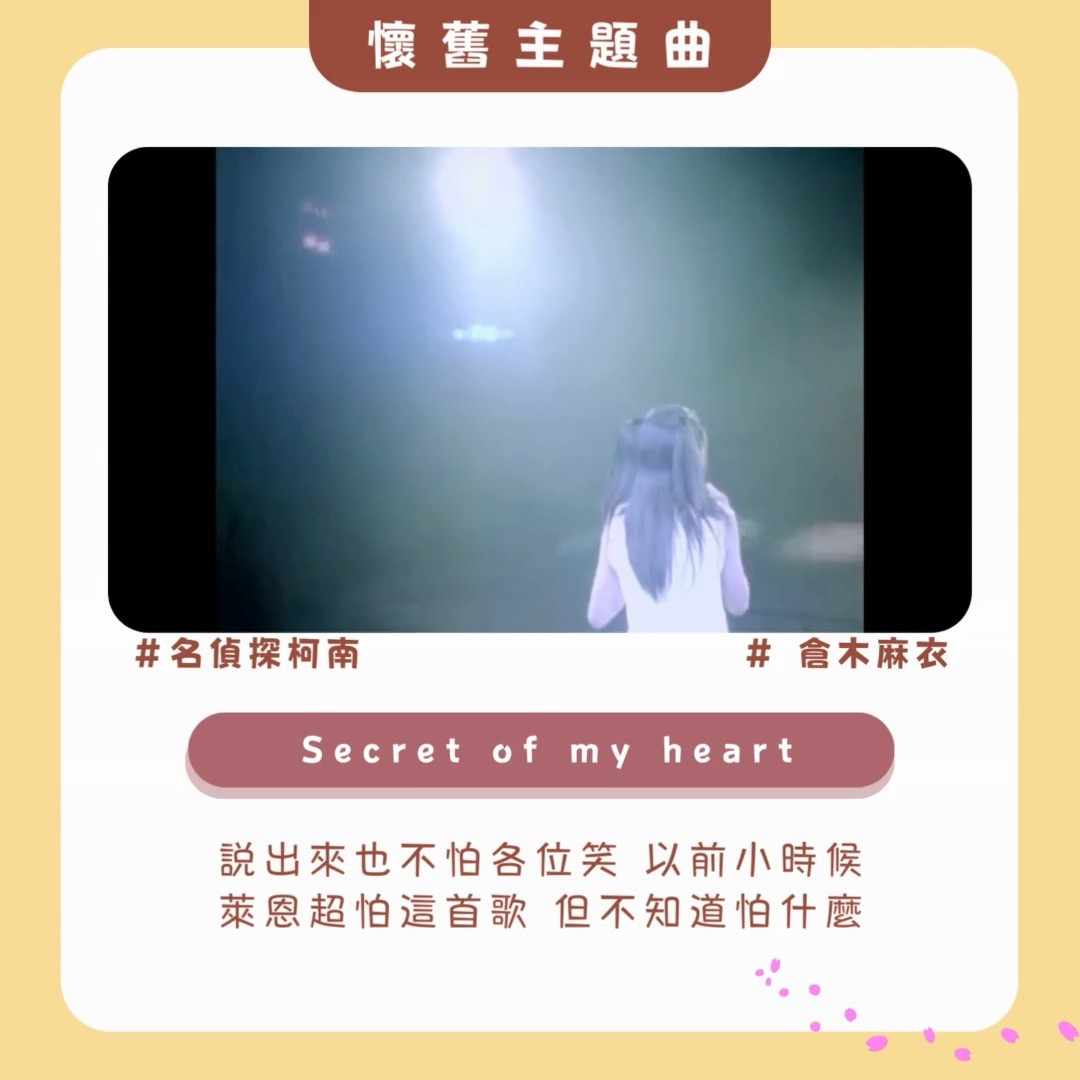 懷舊主題曲
#名偵探柯南
# 倉木麻衣
Secret of my heart
説出來也不怕各位笑 以前小時候
萊恩超怕這首歌 但不知道怕什麼